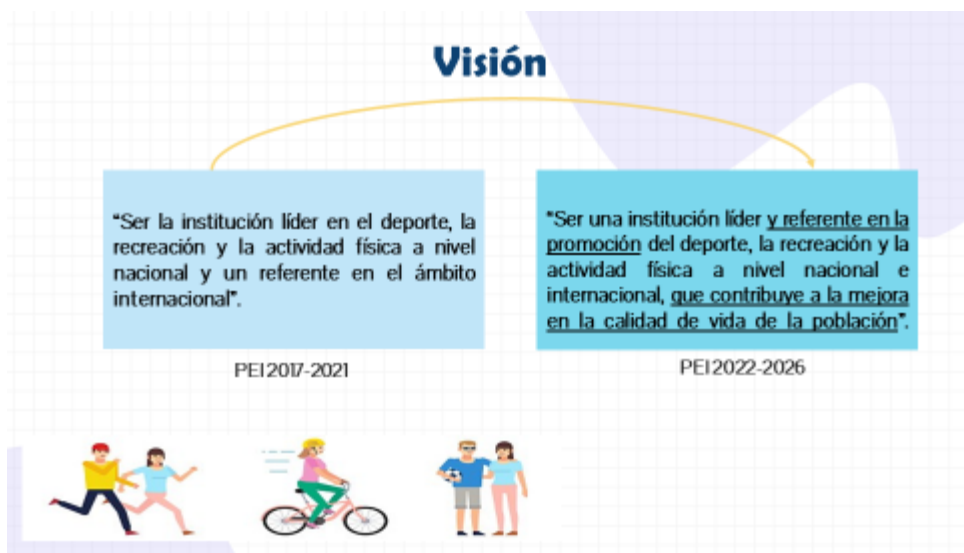 Visión
“Ser la institución líder en el deporte, la
recreación y la actividad física a nivel
nacional y un referente en el ámbito
internacional”.
PEI 2017-2021
“Ser una institución líder y referente en la
promoción del deporte, la recreación y la
actividad física a nivel nacional e
internacional, que contribuye a la mejora
en la calidad de vida de la población”.
PEI 2022-2026